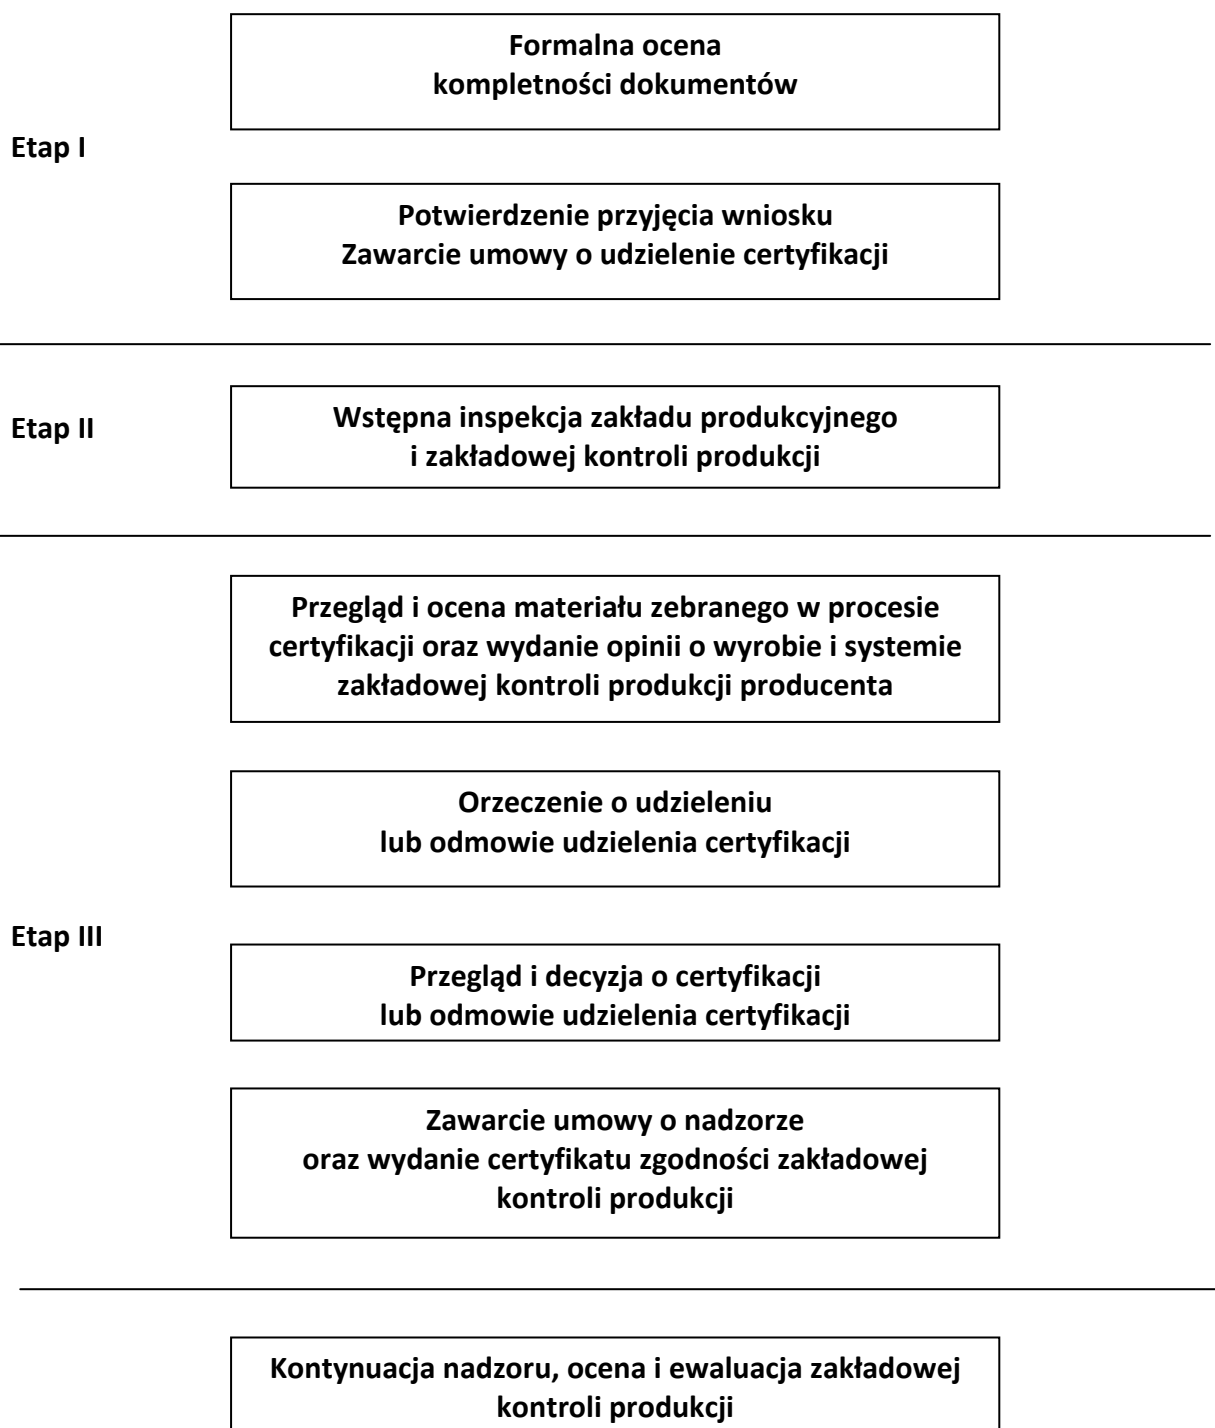 Formalna ocena
kompletności dokumentów
Etap I
Potwierdzenie przyjęcia wniosku
Zawarcie umowy o udzielenie certyfikacji
Etap II
Wstępna inspekcja zakładu produkcyjnego
i zakładowej kontroli produkcji
Przegląd i ocena materiału zebranego w procesie
certyfikacji oraz wydanie opinii o wyrobie i systemie
zakładowej kontroli produkcji producenta
Orzeczenie o udzieleniu
lub odmowie udzielenia certyfikacji
Etap III
Przegląd i decyzja o certyfikacji
lub odmowie udzielenia certyfikacji
Zawarcie umowy o nadzorze
oraz wydanie certyfikatu zgodności zakładowej
kontroli produkcji
Kontynuacja nadzoru, ocena i ewaluacja zakładowej
kontroli produkcji